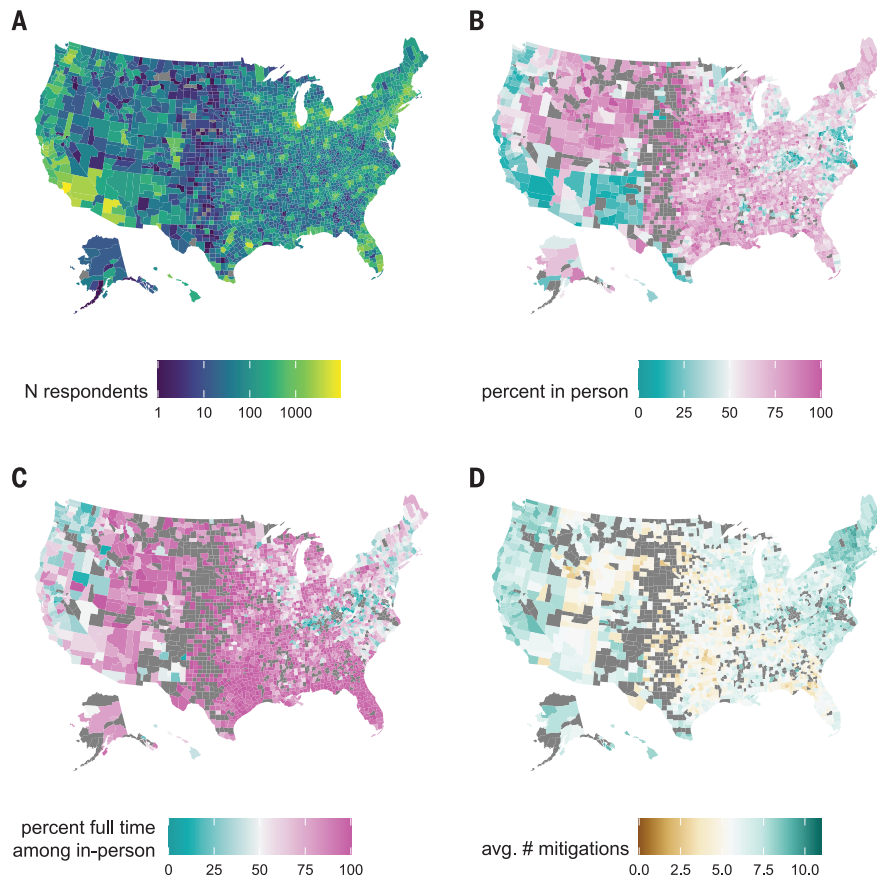 A
B
N respondents
1 10 100 1000
percent in person
0 25 50 75 100
C
D
percent full time
among in-person
0 25 50 75 100
avg. # mitigations
0.0 2.5 5.0 7.5 10.0